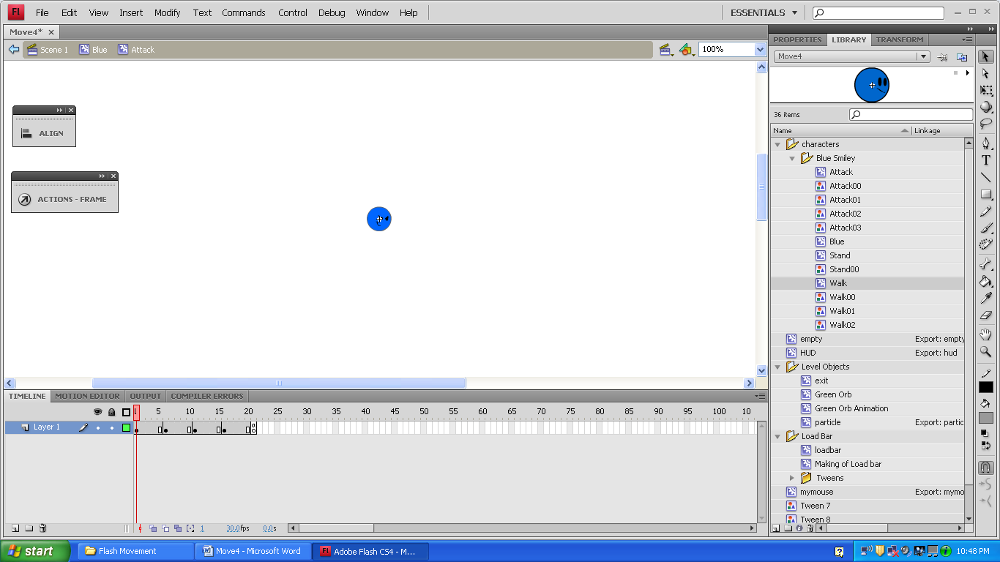 Fl File Edit View Insert Modify Text Commands Control Debug Window Help ESSENTIALS
Move4*
Scene 1 Blue Attack 100%
ALIGN
ACTIONS - FRAME
PROPERTIES LIBRARY TRANSFORM
Move4
36 items
Name Linkage
characters
Blue Smiley
Attack
Attack00
Attack01
Attack02
Attack03
Blue
Stand
Stand00
Walk
Walk00
Walk01
Walk02
empty Export: empty
HUD Export: hud
Level Objects
exit
Green Orb
Green Orb Animation
particle Export: partic
Load Bar
loadbar
Making of Load bar
Tweens
mymouse Export: mymo
Tween 7
Tween 8
TIMELINE MOTION EDITOR OUTPUT COMPILER ERRORS
1 5 10 15 20 25 30 35 40 45 50 55 60 65 70 75 80 85 90 95 100 10
Layer 1
1 30.0fps 0.0s
start Flash Movement Move4 - Microsoft Word Fl Adobe Flash CS4 - M... 10:48 PM